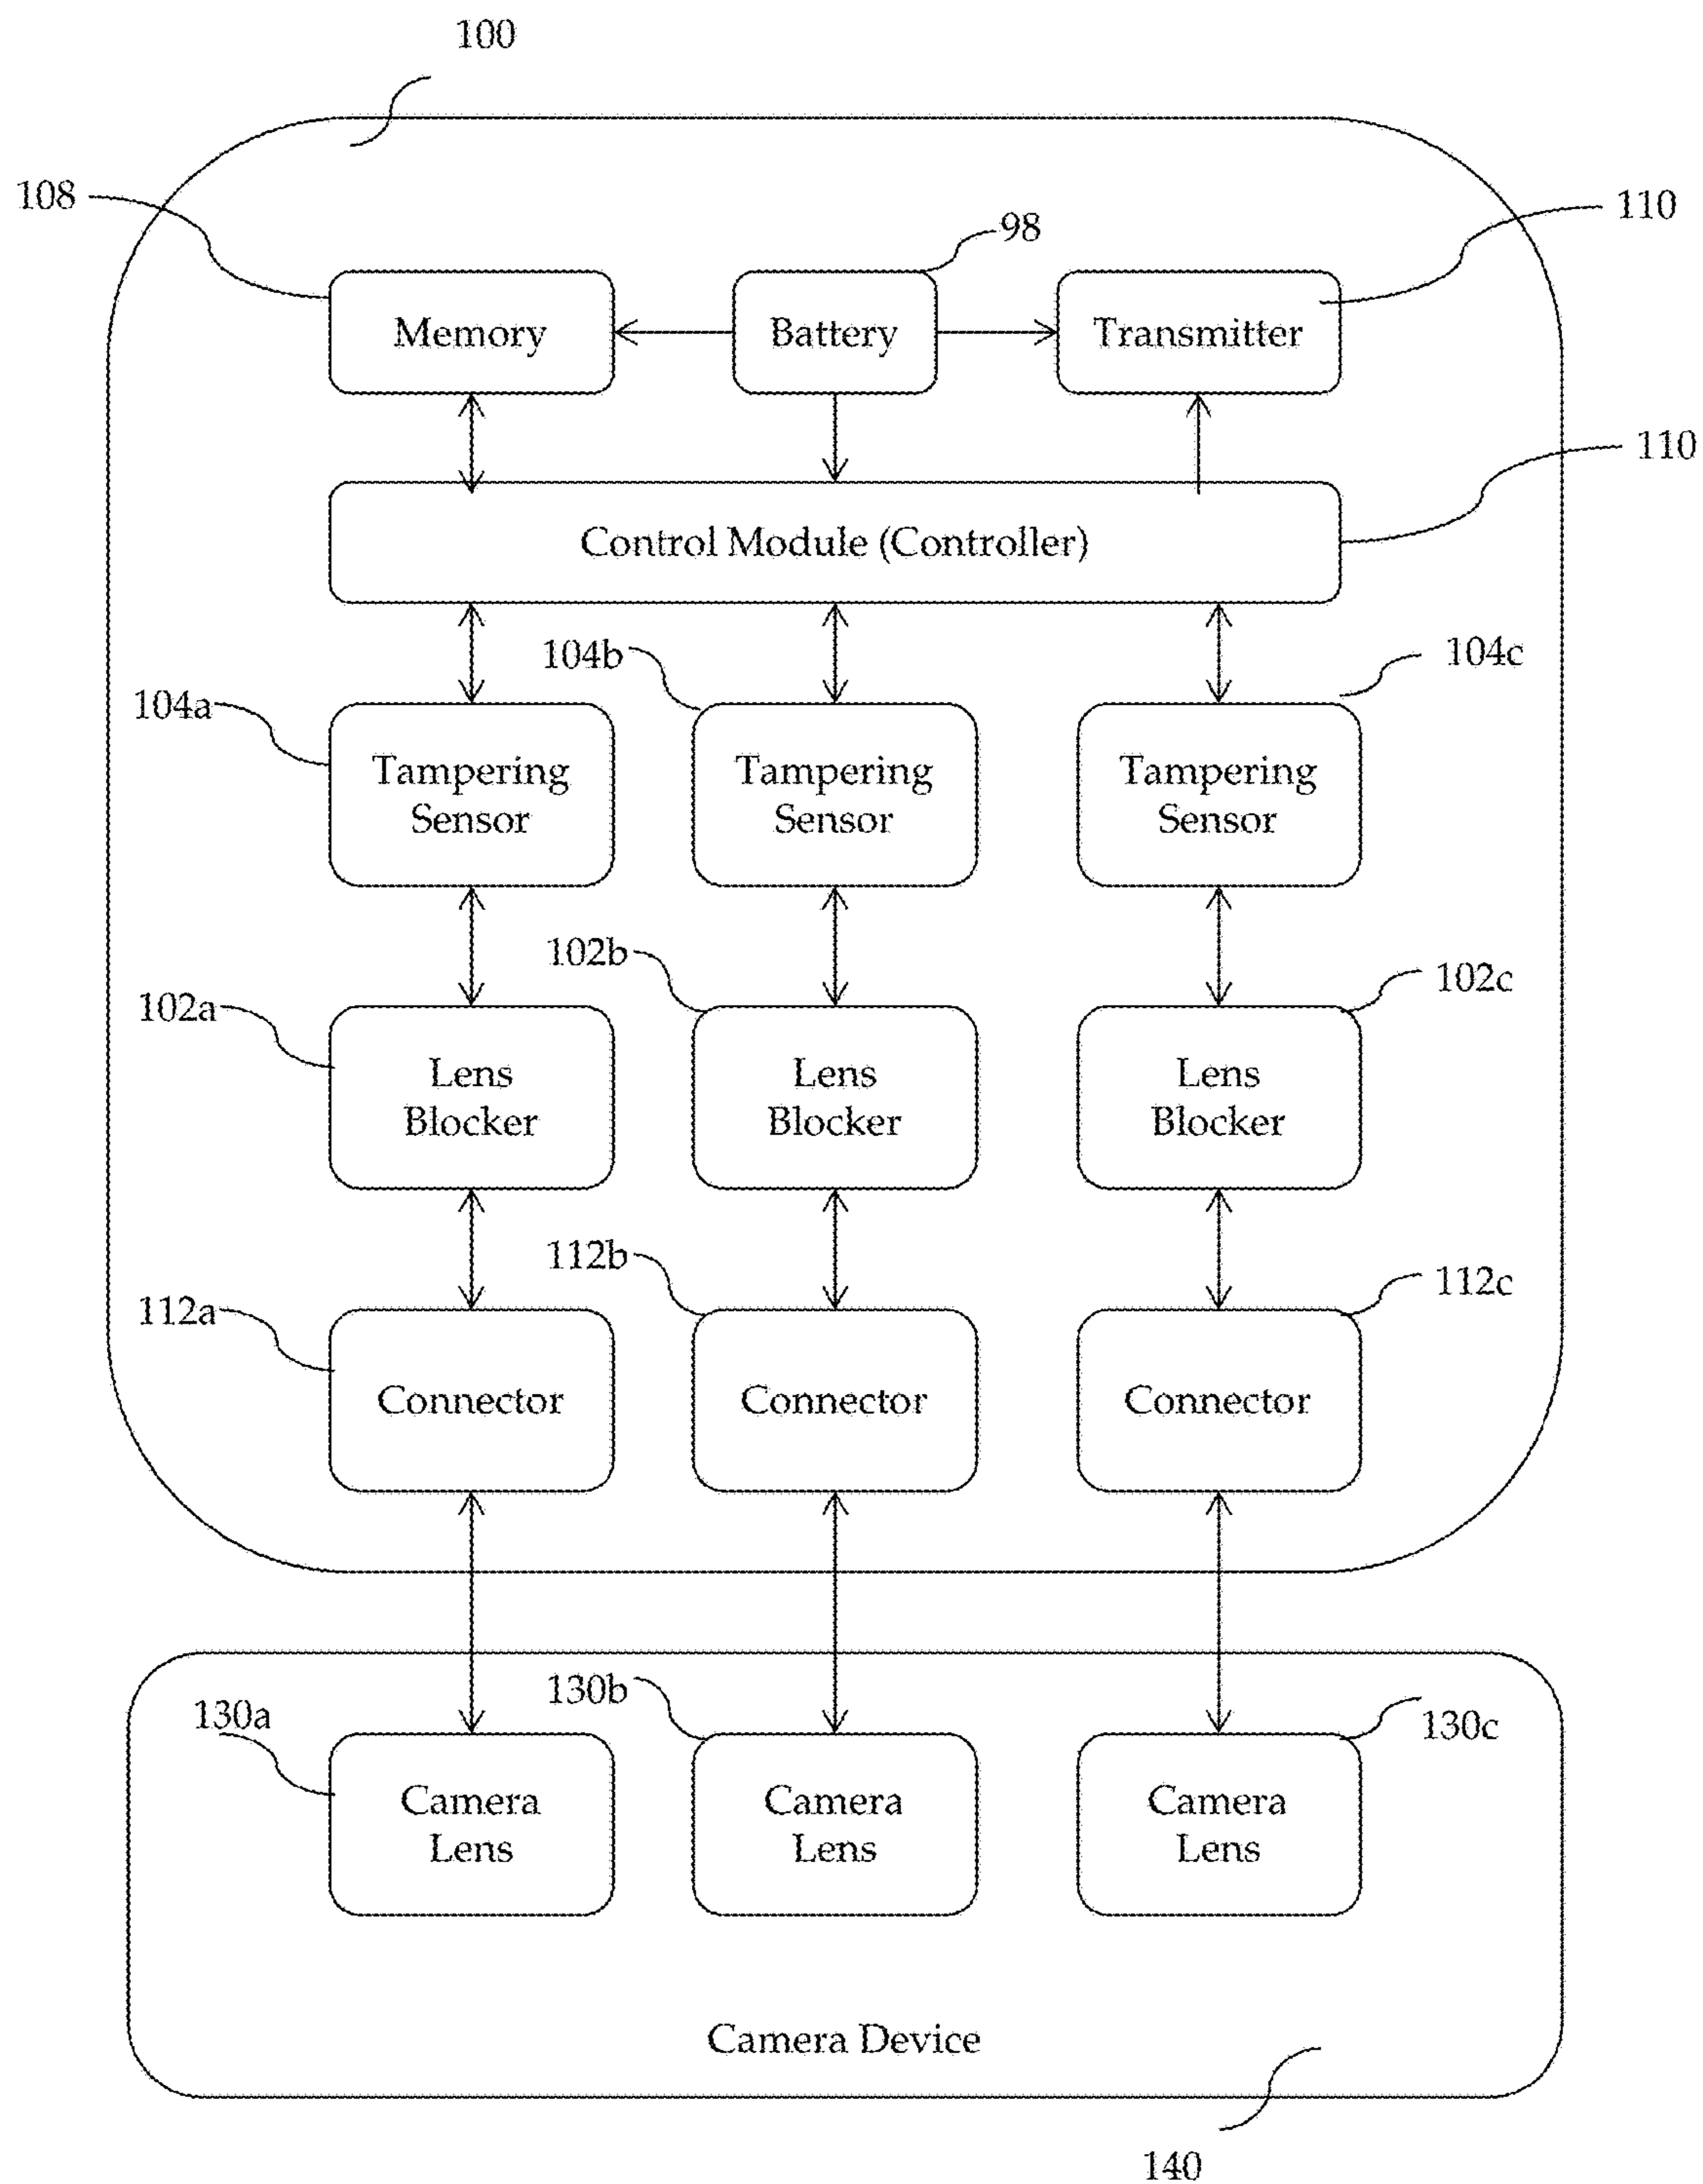 100
108
98
110
Memory
Battery
Transmitter
110
Control Module (Controller)
104b
104c
104a
Tampering
Sensor
Tampering
Sensor
Tampering
Sensor
102b
102c
102a
Lens
Blocker
Lens
Blocker
Lens
Blocker
112b
112c
112a
Connector
Connector
Connector
130b
130a
130c
Camera
Lens
Camera
Lens
Camera
Lens
Camera Device
140